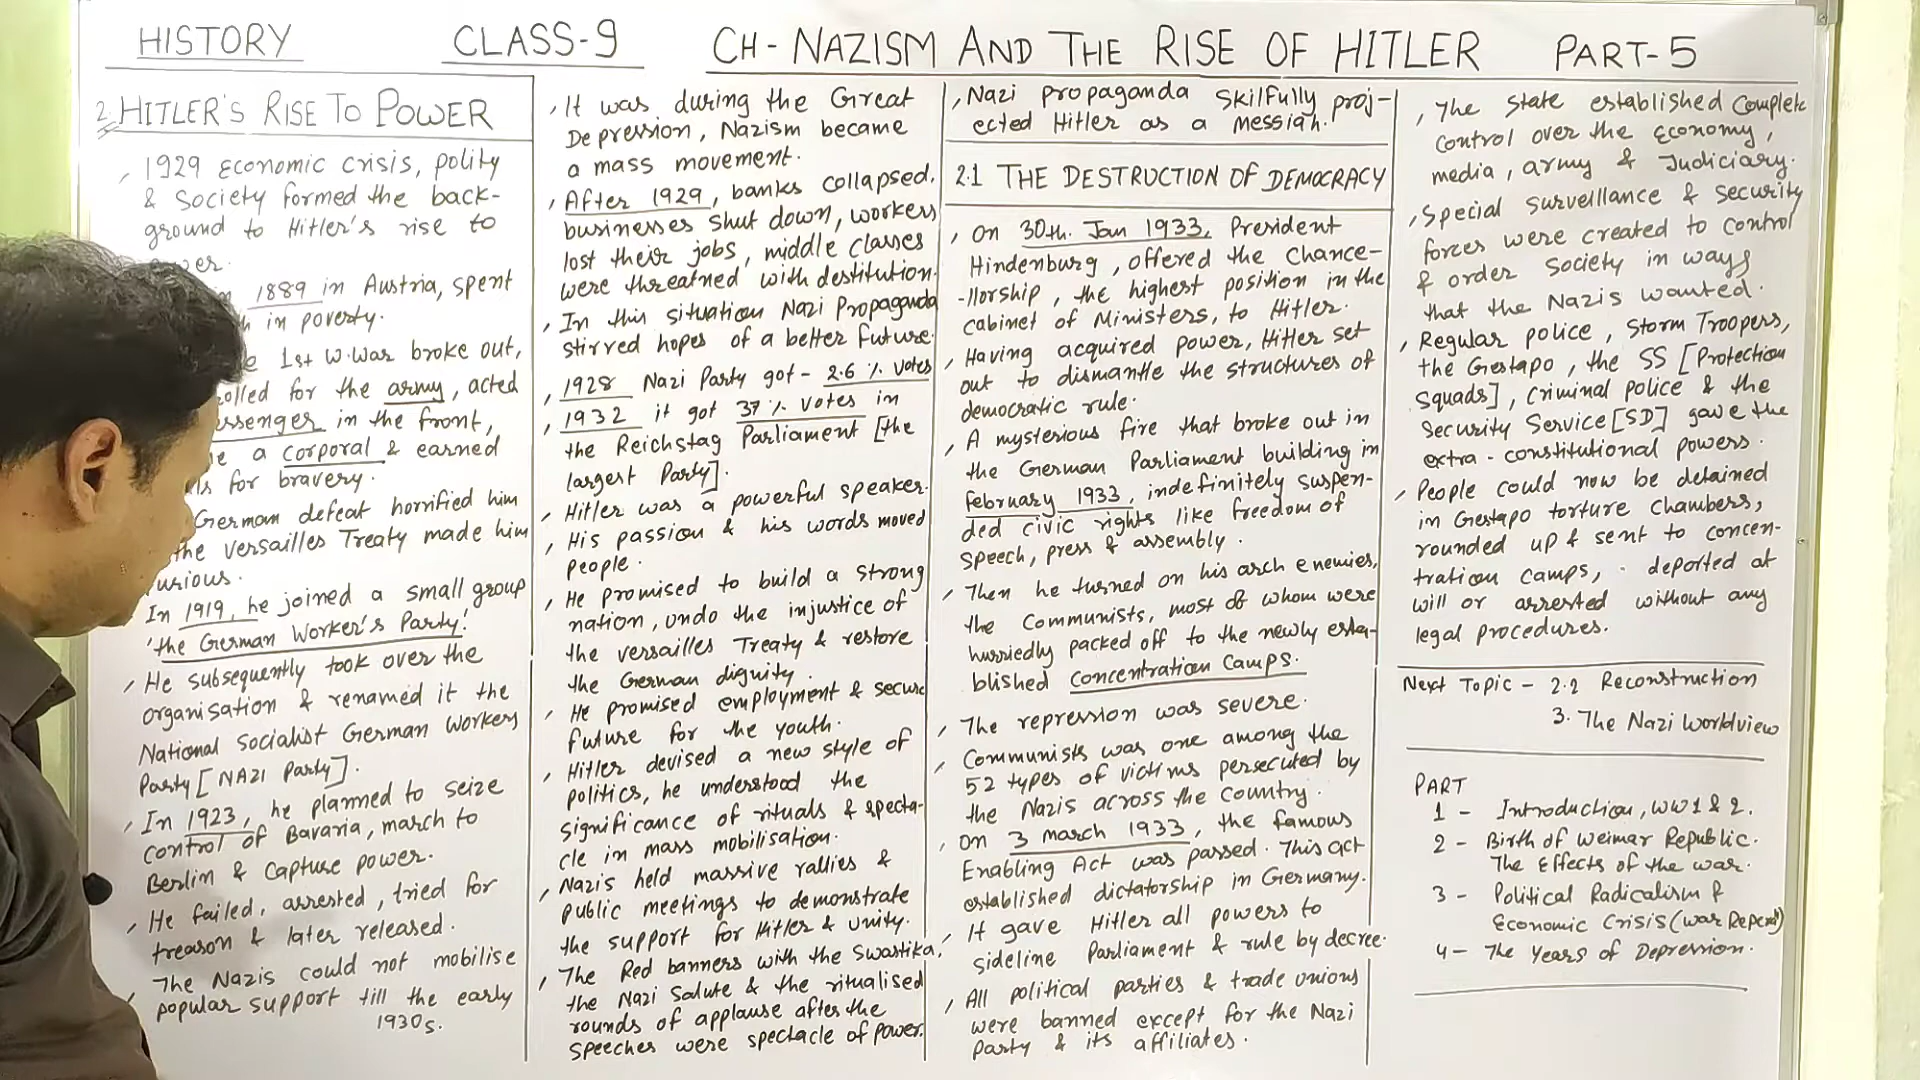 HISTORY CLASS-9 CH- NAZISM AND THE RISE OF HITLER PART-5
2. HITLER'S RISE TO POWER
, 1929 Economic crisis, polity
& Society formed the back-
ground to Hitler's rise to
in 1889 in Austria, spent
in poverty.
1st w.war broke out,
for the army, acted
in the front,
a corporal & earned
for bravery.
German defeat horrified him
the Versailles Treaty made him
In 1919, he joined a small group
'the German Worker's Party!
, He subsequently took over the
organisation & renamed it the
National Socialist German Workers
Party [NAZI Party].
, In 1923, he planned to seize
control of Bavaria, march to
Berlin & Capture power.
, He failed, arrested, tried for
treason & later released.
, The Nazis could not mobilise
popular support till the early
1930s.
, It was during the Great
Depression, Nazism became
a mass movement.
, After 1929, banks collapsed,
businesses shut down, workers
lost their jobs, middle classes
were threatned with destitution.
, In this situation Nazi Propaganda
stirred hopes of a better future.
, 1928 Nazi Party got - 2.6 % votes
, 1932 it got 37 % votes in
the Reichstag Parliament [the
largest Party].
, Hitler was a powerful speaker.
, His passion & his words moved
people.
, He promised to build a strong
nation, undo the injustice of
the versailles Treaty & restore
the German dignity.
, He promised employment & secure
future for the youth.
, Hitler devised a new style of
politics, he understood the
significance of rituals & specta-
cle in mass mobilisation.
, Nazis held massive rallies &
public meetings to demonstrate
the support for Hitler & Unity.
, The Red banners with the Swastika,
the Nazi Salute & the ritualised
rounds of applause after the
speeches were spectacle of power.
, Nazi propaganda skilfully proj-
ected Hitler as a messiah.
2.1 THE DESTRUCTION OF DEMOCRACY
, On 30th. Jan 1933, President
Hindenburg, offered the Chance-
-llorship, the highest position in the
cabinet of Ministers, to Hitler.
, Having acquired power, Hitler set
out to dismantle the structures of
democratic rule.
, A mysterious fire that broke out in
the German Parliament building in
february 1933, indefinitely suspen-
ded civic rights like freedom of
speech, press & assembly.
, Then he turned on his arch enemies,
the Communists, most of whom were
hurriedly packed off to the newly esta-
blished concentration camps.
, The repression was severe.
, Communists was one among the
52 types of victims persecuted by
the Nazis across the country.
, On 3 march 1933, the famous
Enabling Act was passed. This act
established dictatorship in Germany.
, It gave Hitler all powers to
sideline Parliament & rule by decree.
, All political parties & trade unions
were banned except for the Nazi
Party & its affiliates.
, The State established Complete
control over the economy,
media, army & Judiciary.
, Special surveillance & security
forces were created to control
& order society in ways
that the Nazis wanted.
, Regular police, storm Troopers,
the Gestapo, the SS [Protection
Squads], criminal police & the
Security Service [SD] gave the
extra-constitutional powers.
, People could now be detained
in Gestapo torture chambers,
rounded up & sent to concen-
tration camps, deported at
will or arrested without any
legal procedures.
Next Topic - 2.2 Reconstruction
3. The Nazi Worldview
PART
1 - Introduction, WW1 & 2.
2 - Birth of Weimar Republic.
The Effects of the war.
3 - Political Radicalism &
Economic Crisis
4 - The Years of Depression.